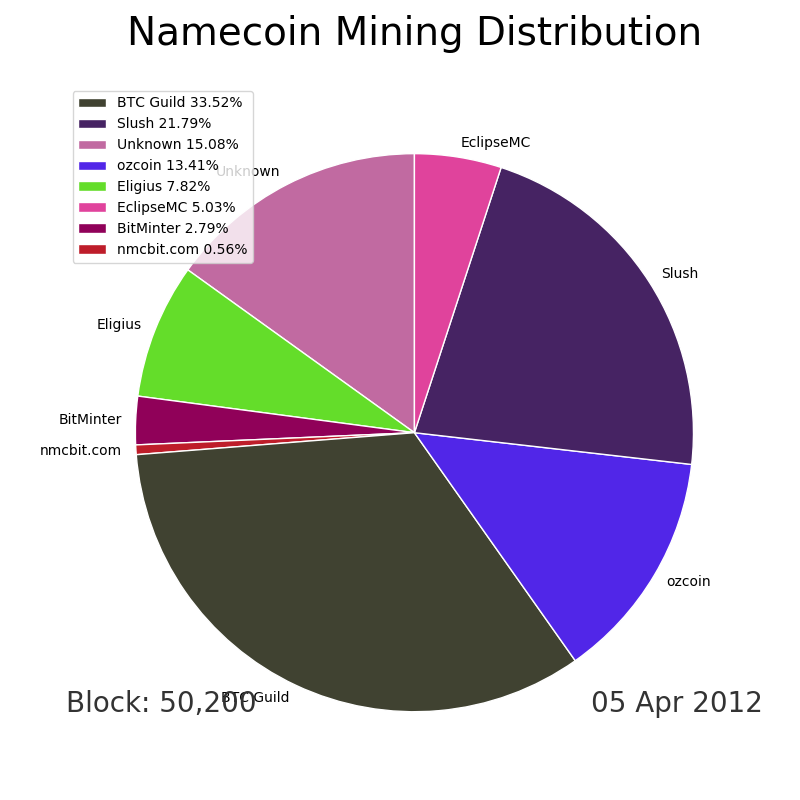 Namecoin Mining Distribution
BTC Guild 33.52%
Slush 21.79%
Unknown 15.08%
ozcoin 13.41%
Eligius 7.82%
EclipseMC 5.03%
BitMinter 2.79%
nmcbit.com 0.56%
EclipseMC
Unknown
Slush
Eligius
BitMinter
nmcbit.com
ozcoin
BTC Guild
Block: 50,200
05 Apr 2012